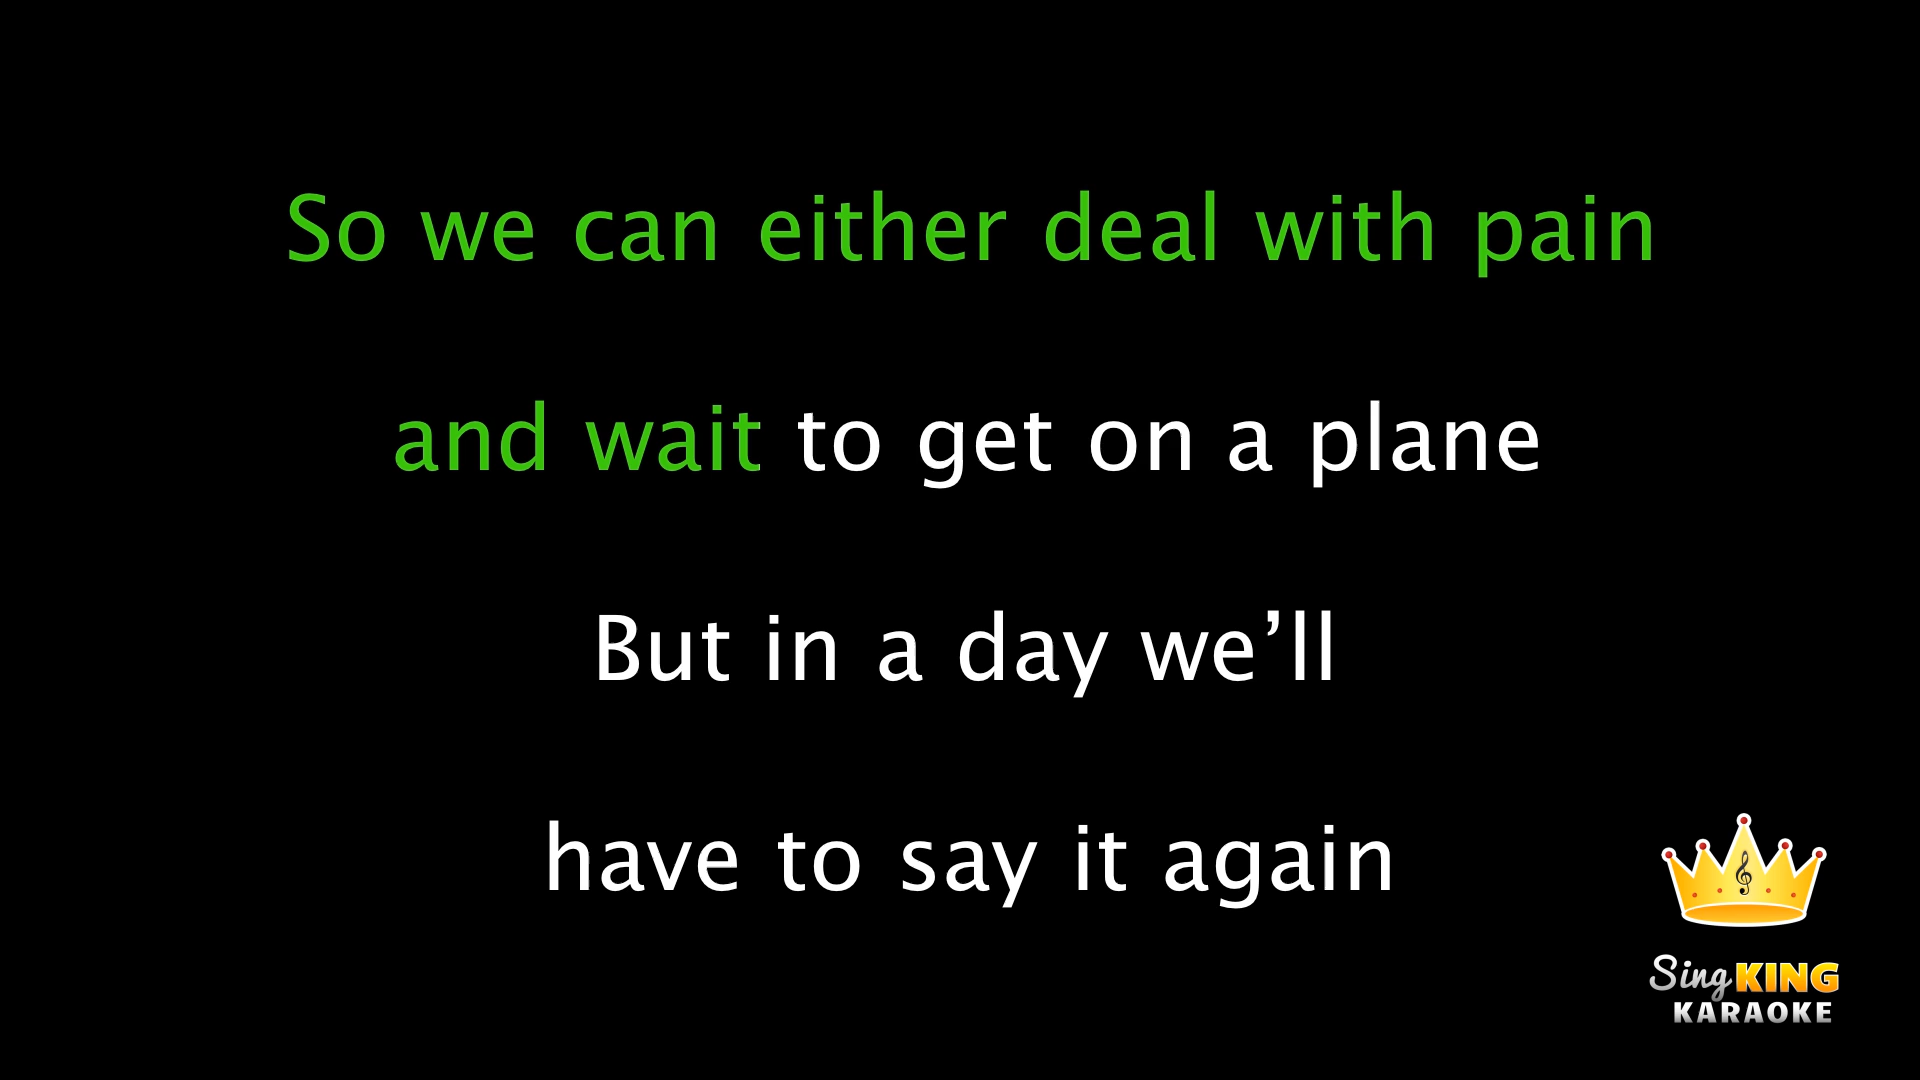 So we can either deal with pain
and wait to get on a plane
But in a day we’ll
have to say it again
Sing KING
KARAOKE